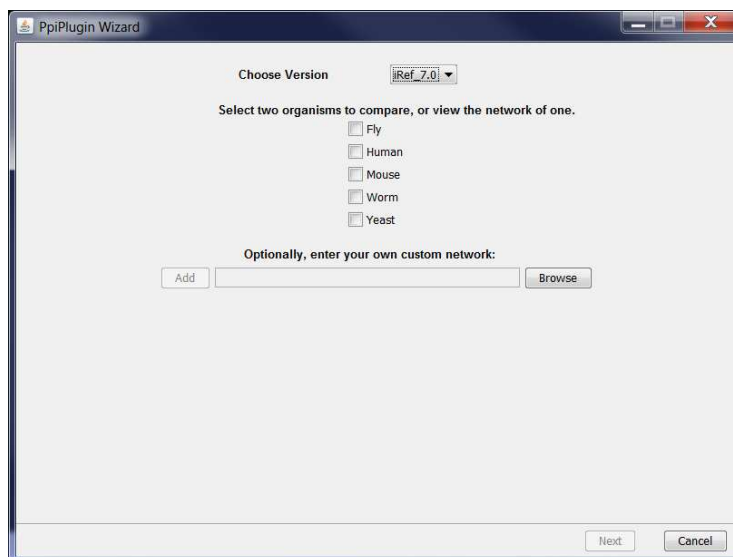 PpiPlugin Wizard
Choose Version iRef_7.0
Select two organisms to compare, or view the network of one.
Fly
Human
Mouse
Worm
Yeast
Optionally, enter your own custom network:
Add Browse
Next Cancel